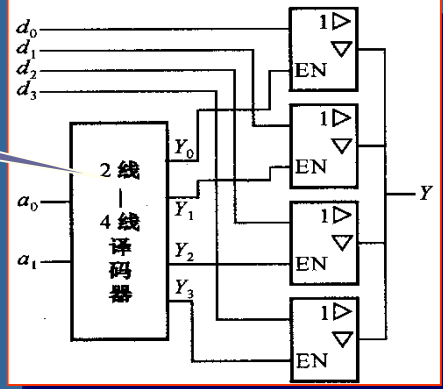 d₀
d₁
d₂
d₃
1▷
▽
EN
1▷
▽
EN
1▷
▽
EN
1▷
▽
EN
2线
|
4线
译
码
器
a₀
a₁
Y₀
Y₁
Y₂
Y₃
Y